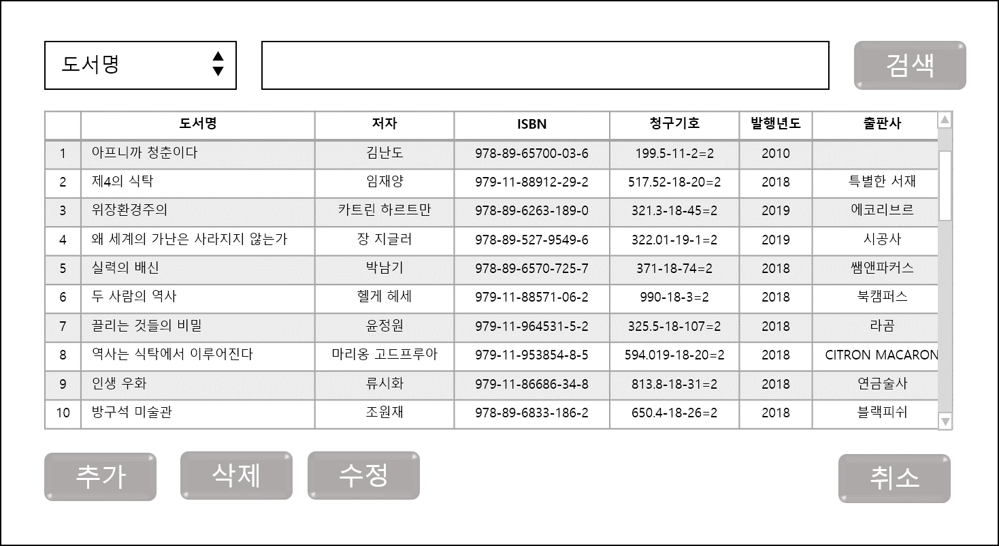 도서명
검색
도서명 저자 ISBN 청구기호 발행년도 출판사
1 아프니까 청춘이다 김난도 978-89-65700-03-6 199.5-11-2=2 2010
2 제4의 식탁 임재양 979-11-88912-29-2 517.52-18-20=2 2018 특별한 서재
3 위장환경주의 카트린 하르트만 978-89-6263-189-0 321.3-18-45=2 2019 에코리브르
4 왜 세계의 가난은 사라지지 않는가 장 지글러 978-89-527-9549-6 322.01-19-1=2 2019 시공사
5 실력의 배신 박남기 978-89-6570-725-7 371-18-74=2 2018 쌤앤파커스
6 두 사람의 역사 헬게 헤세 979-11-88571-06-2 990-18-3=2 2018 북캠퍼스
7 끌리는 것들의 비밀 윤정원 979-11-964531-5-2 325.5-18-107=2 2018 라곰
8 역사는 식탁에서 이루어진다 마리옹 고드프루아 979-11-953854-8-5 594.019-18-20=2 2018 CITRON MACARON
9 인생 우화 류시화 979-11-86686-34-8 813.8-18-31=2 2018 연금술사
10 방구석 미술관 조원재 978-89-6833-186-2 650.4-18-26=2 2018 블랙피쉬
추가 삭제 수정 취소